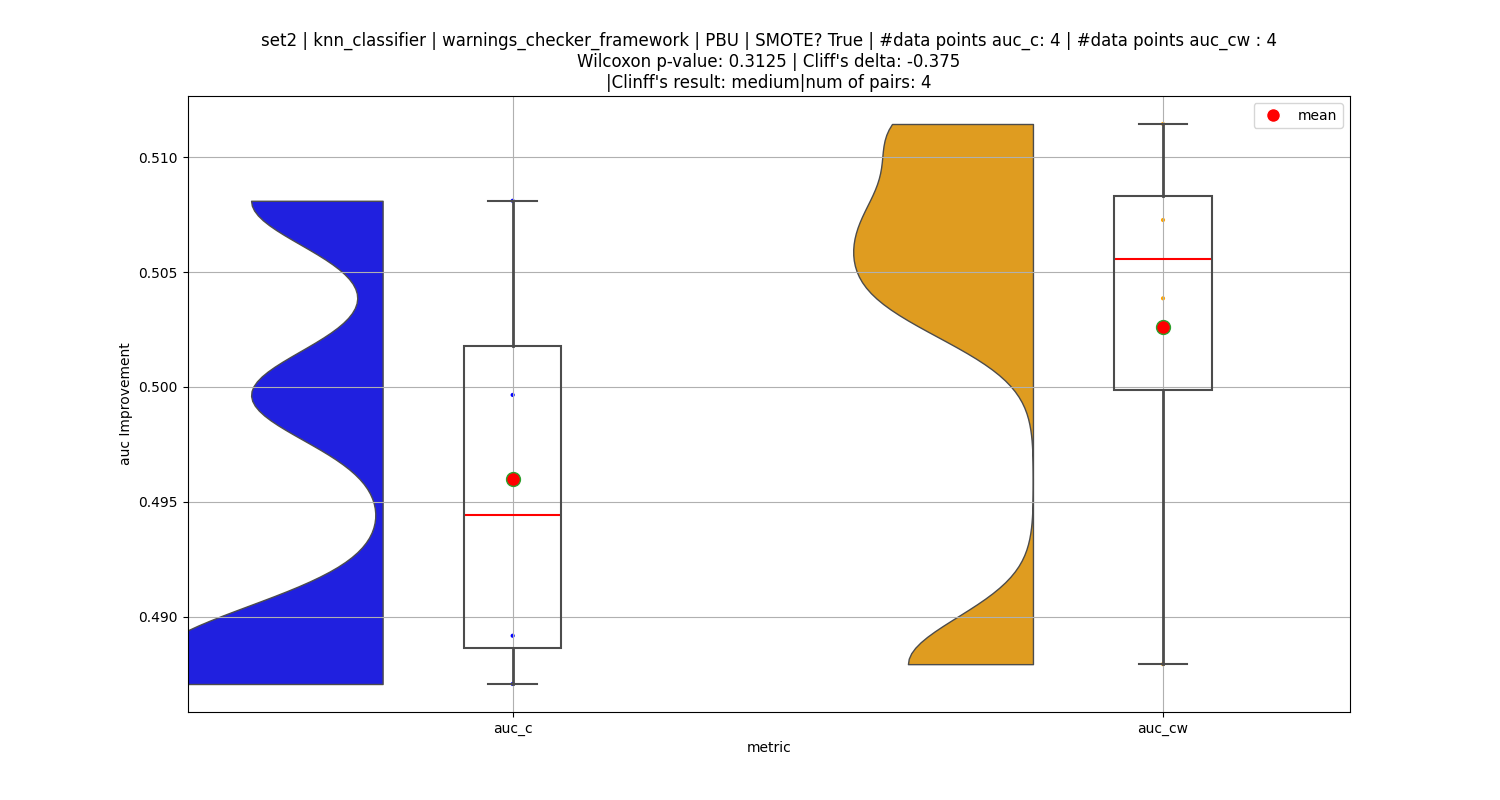 set2 | knn_classifier | warnings_checker_framework | PBU | SMOTE? True | #data points auc_c: 4 | #data points auc_cw : 4
Wilcoxon p-value: 0.3125 | Cliff's delta: -0.375
|Clinff's result: medium|num of pairs: 4
mean
0.510
0.505
0.500
0.495
0.490
auc Improvement
auc_c
auc_cw
metric